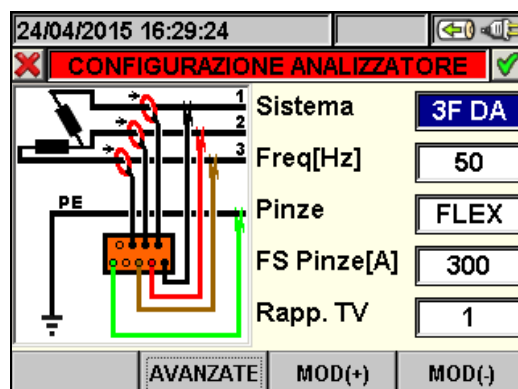 24/04/2015 16:29:24
CONFIGURAZIONE ANALIZZATORE
1
2
3
PE
Sistema 3F DA
Freq[Hz] 50
Pinze FLEX
FS Pinze[A] 300
Rapp. TV 1
AVANZATE MOD(+) MOD(-)